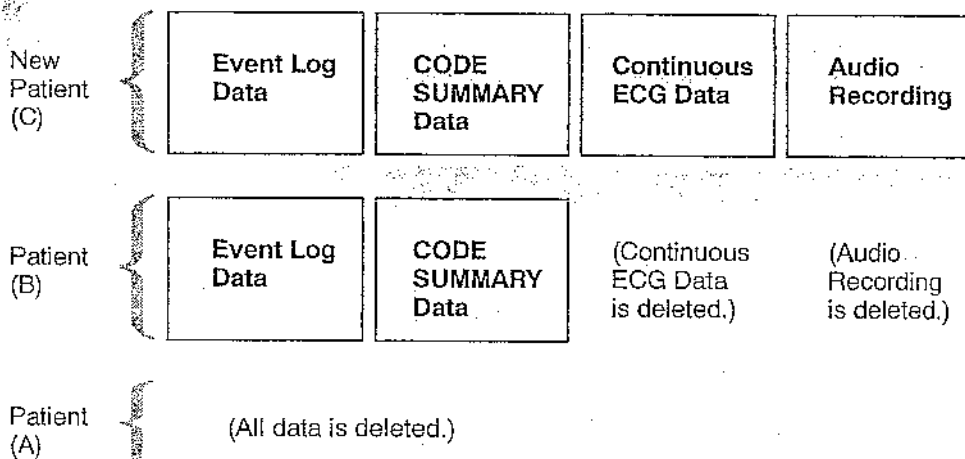 New
Patient
(C)
Event Log
Data
CODE
SUMMARY
Data
Continuous
ECG Data
Audio
Recording
Patient
(B)
Event Log
Data
CODE
SUMMARY
Data
(Continuous
ECG Data
is deleted.)
(Audio
Recording
is deleted.)
Patient
(A)
(All data is deleted.)